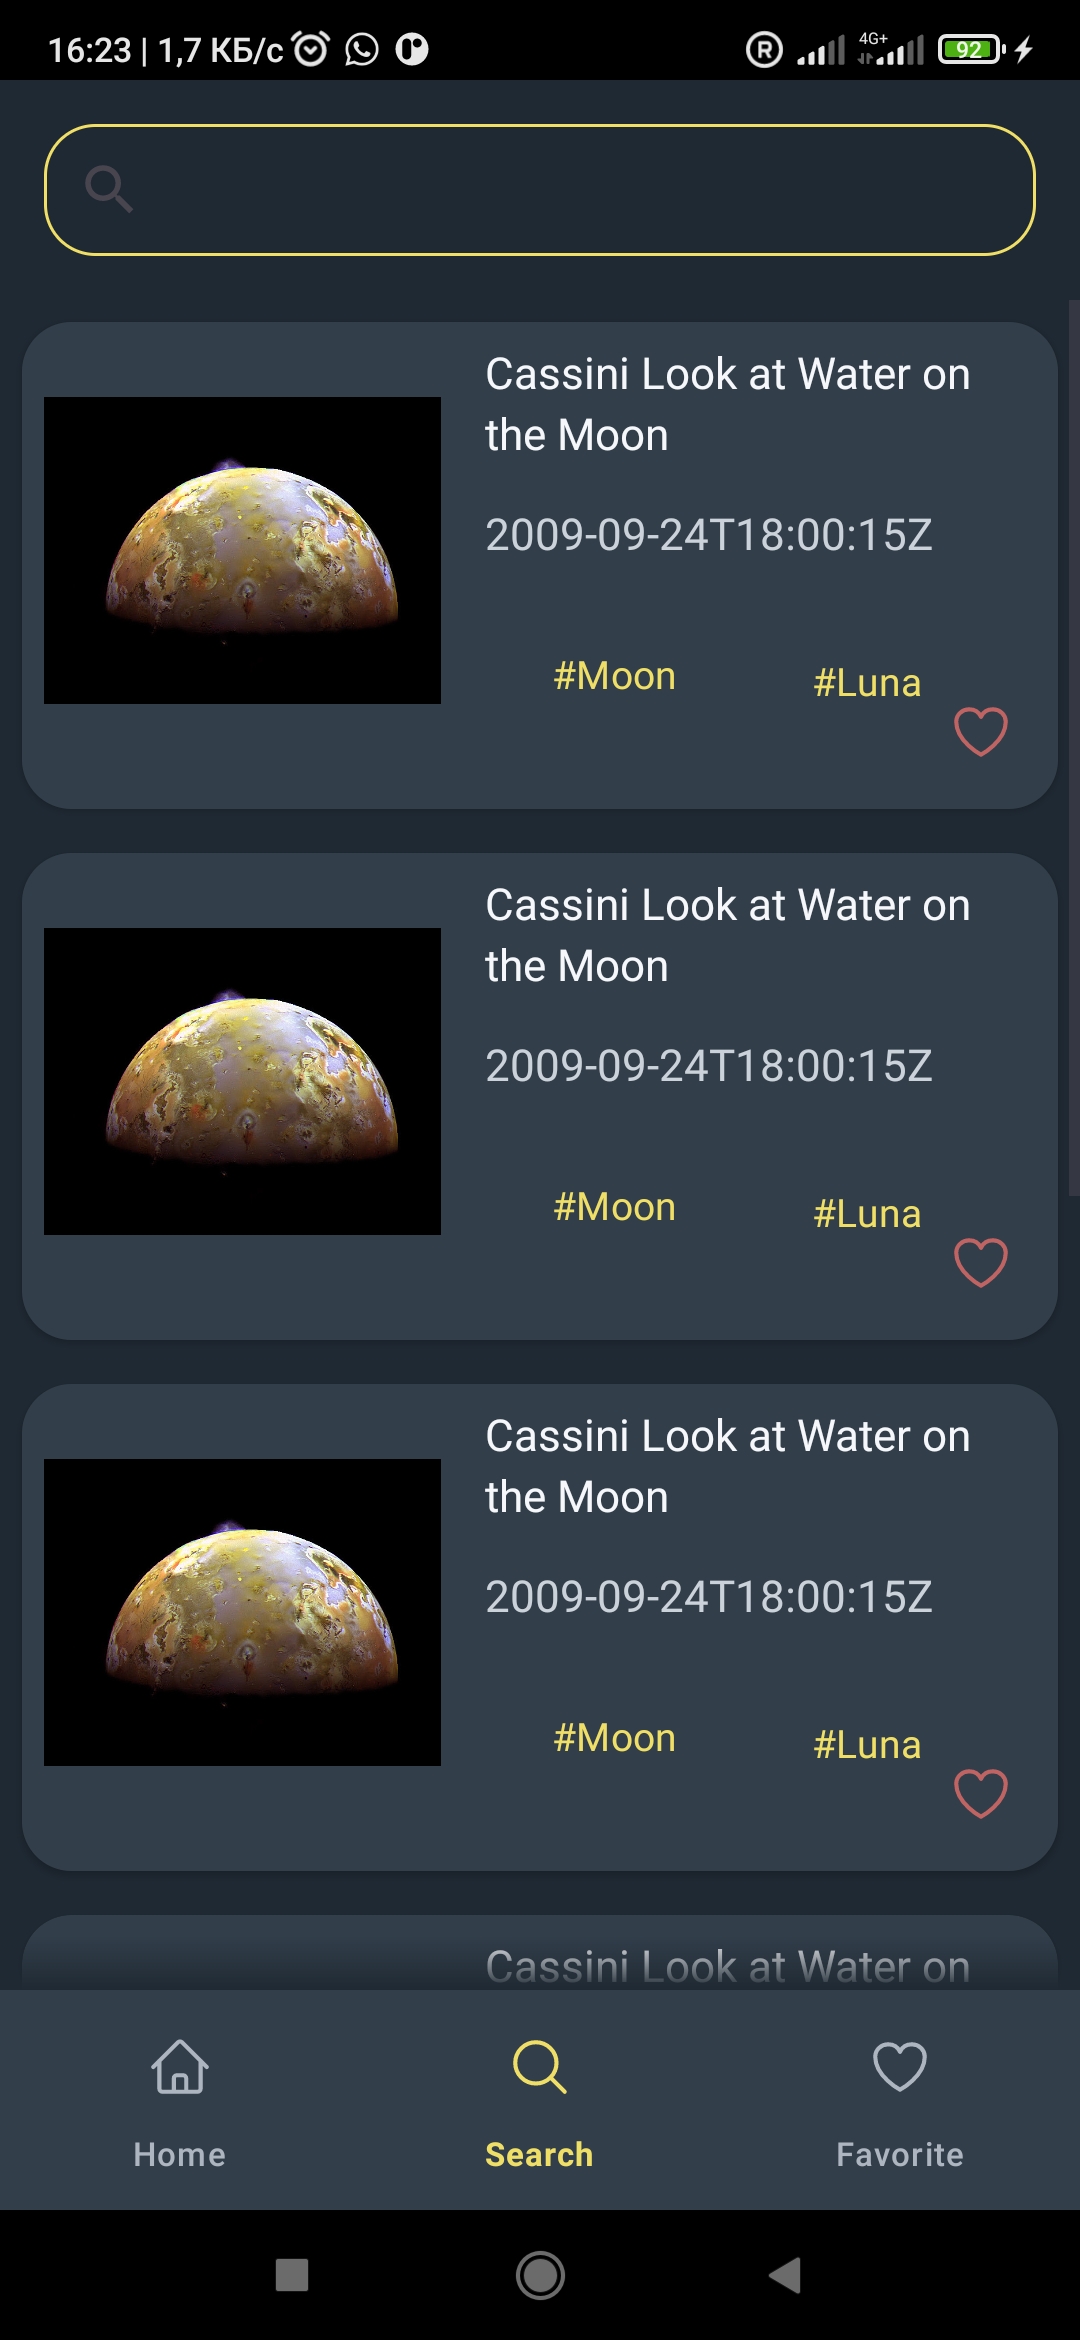 16:23 | 1,7 КБ/с
R
4G+
92
Cassini Look at Water on
the Moon
2009-09-24T18:00:15Z
#Moon
#Luna
Cassini Look at Water on
the Moon
2009-09-24T18:00:15Z
#Moon
#Luna
Cassini Look at Water on
the Moon
2009-09-24T18:00:15Z
#Moon
#Luna
Cassini Look at Water on
Home
Search
Favorite